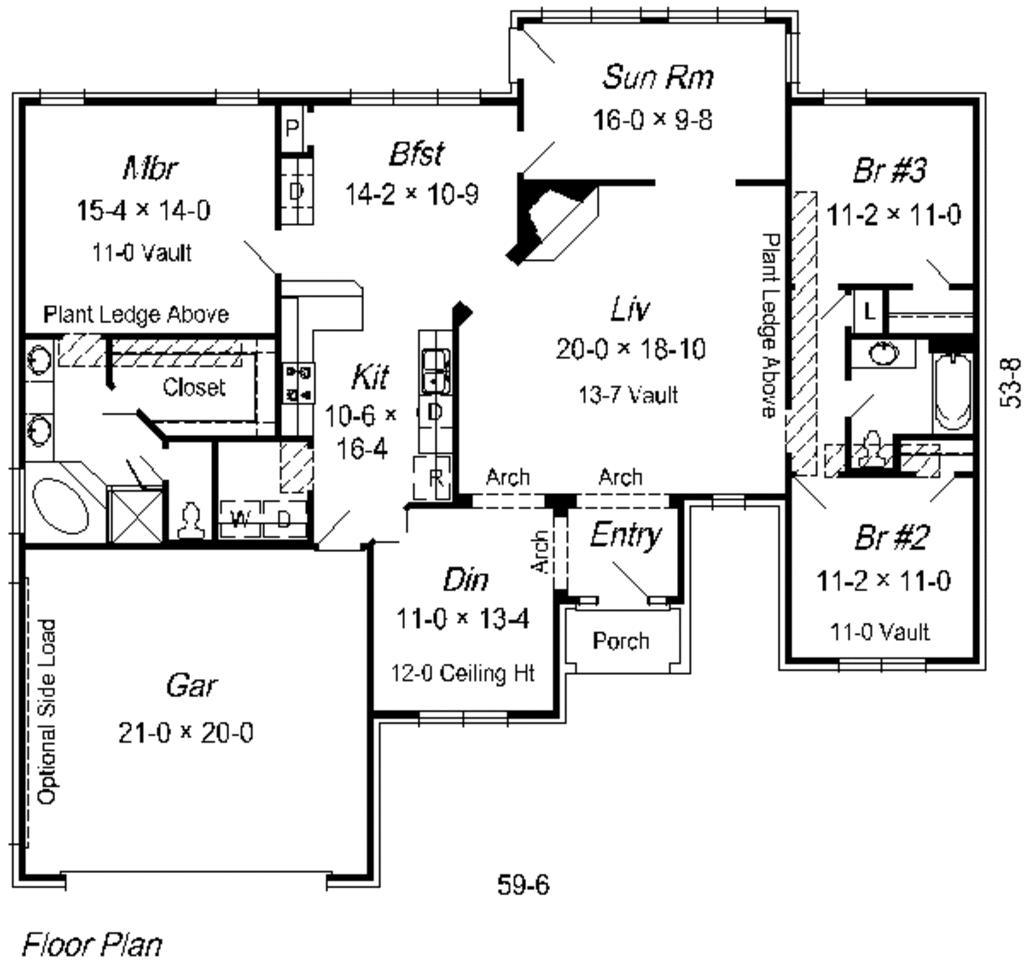 Sun Rm
16-0 × 9-8
P
D
Mbr
15-4 × 14-0
11-0 Vault
Plant Ledge Above
Bfst
14-2 × 10-9
Br #3
11-2 × 11-0
L
Plant Ledge Above
Liv
20-0 × 18-10
13-7 Vault
53-8
Closet
Kit
10-6 ×
16-4
D
R
W
D
Arch
Arch
Arch
Entry
Porch
Din
11-0 × 13-4
12-0 Ceiling Ht
Br #2
11-2 × 11-0
11-0 Vault
Optional Side Load
Gar
21-0 × 20-0
59-6
Floor Plan